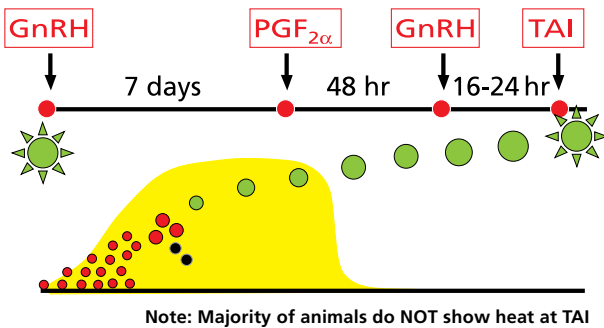 GnRH PGF2α GnRH TAI
7 days 48 hr 16-24 hr
Note: Majority of animals do NOT show heat at TAI